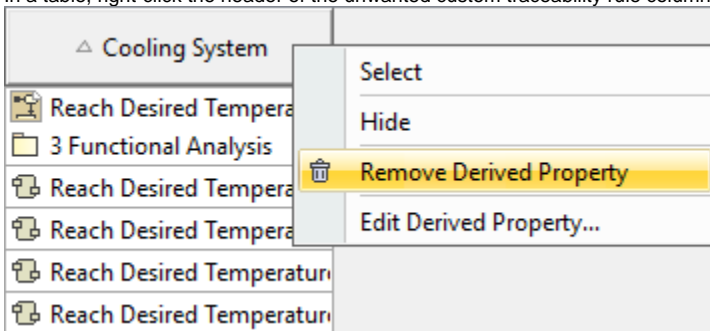 In a table, right-click the header of the unwanted custom traceability rule column
Cooling System
Select
Hide
Remove Derived Property
Edit Derived Property...
Reach Desired Tempera
3 Functional Analysis
Reach Desired Tempera
Reach Desired Tempera
Reach Desired Temperatur
Reach Desired Temperatur